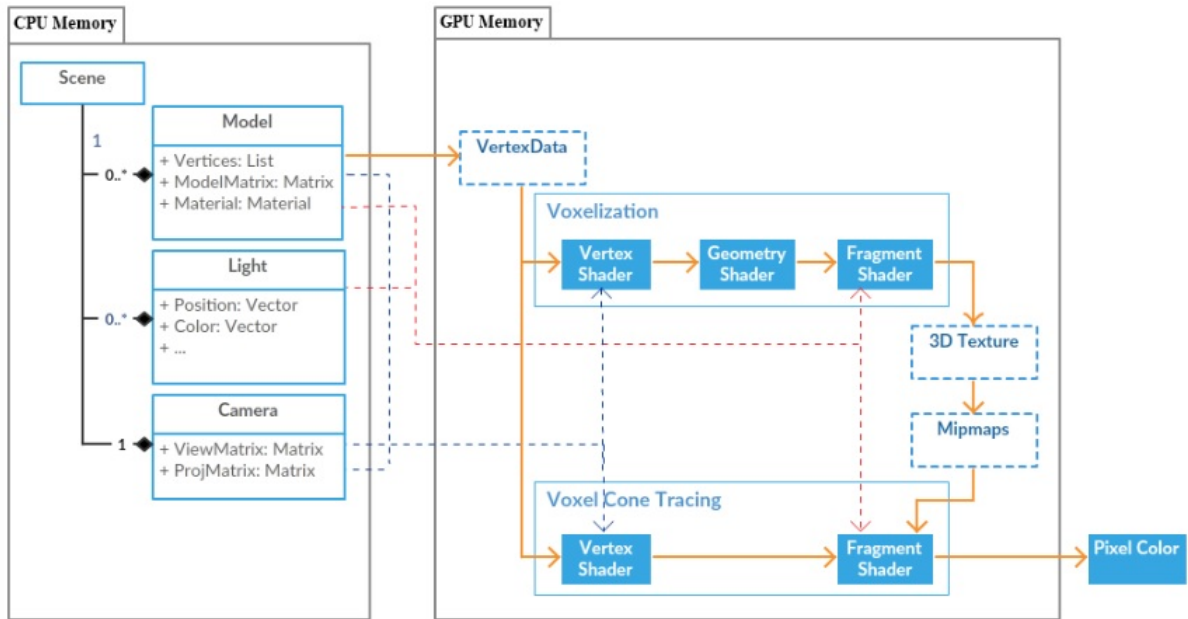 CPU Memory
Scene
1
Model
+ Vertices: List
+ ModelMatrix: Matrix
+ Material: Material
0..*
Light
+ Position: Vector
+ Color: Vector
+ ...
0..*
Camera
+ ViewMatrix: Matrix
+ ProjMatrix: Matrix
1
GPU Memory
VertexData
Voxelization
Vertex
Shader
Geometry
Shader
Fragment
Shader
3D Texture
Mipmaps
Voxel Cone Tracing
Vertex
Shader
Fragment
Shader
Pixel Color